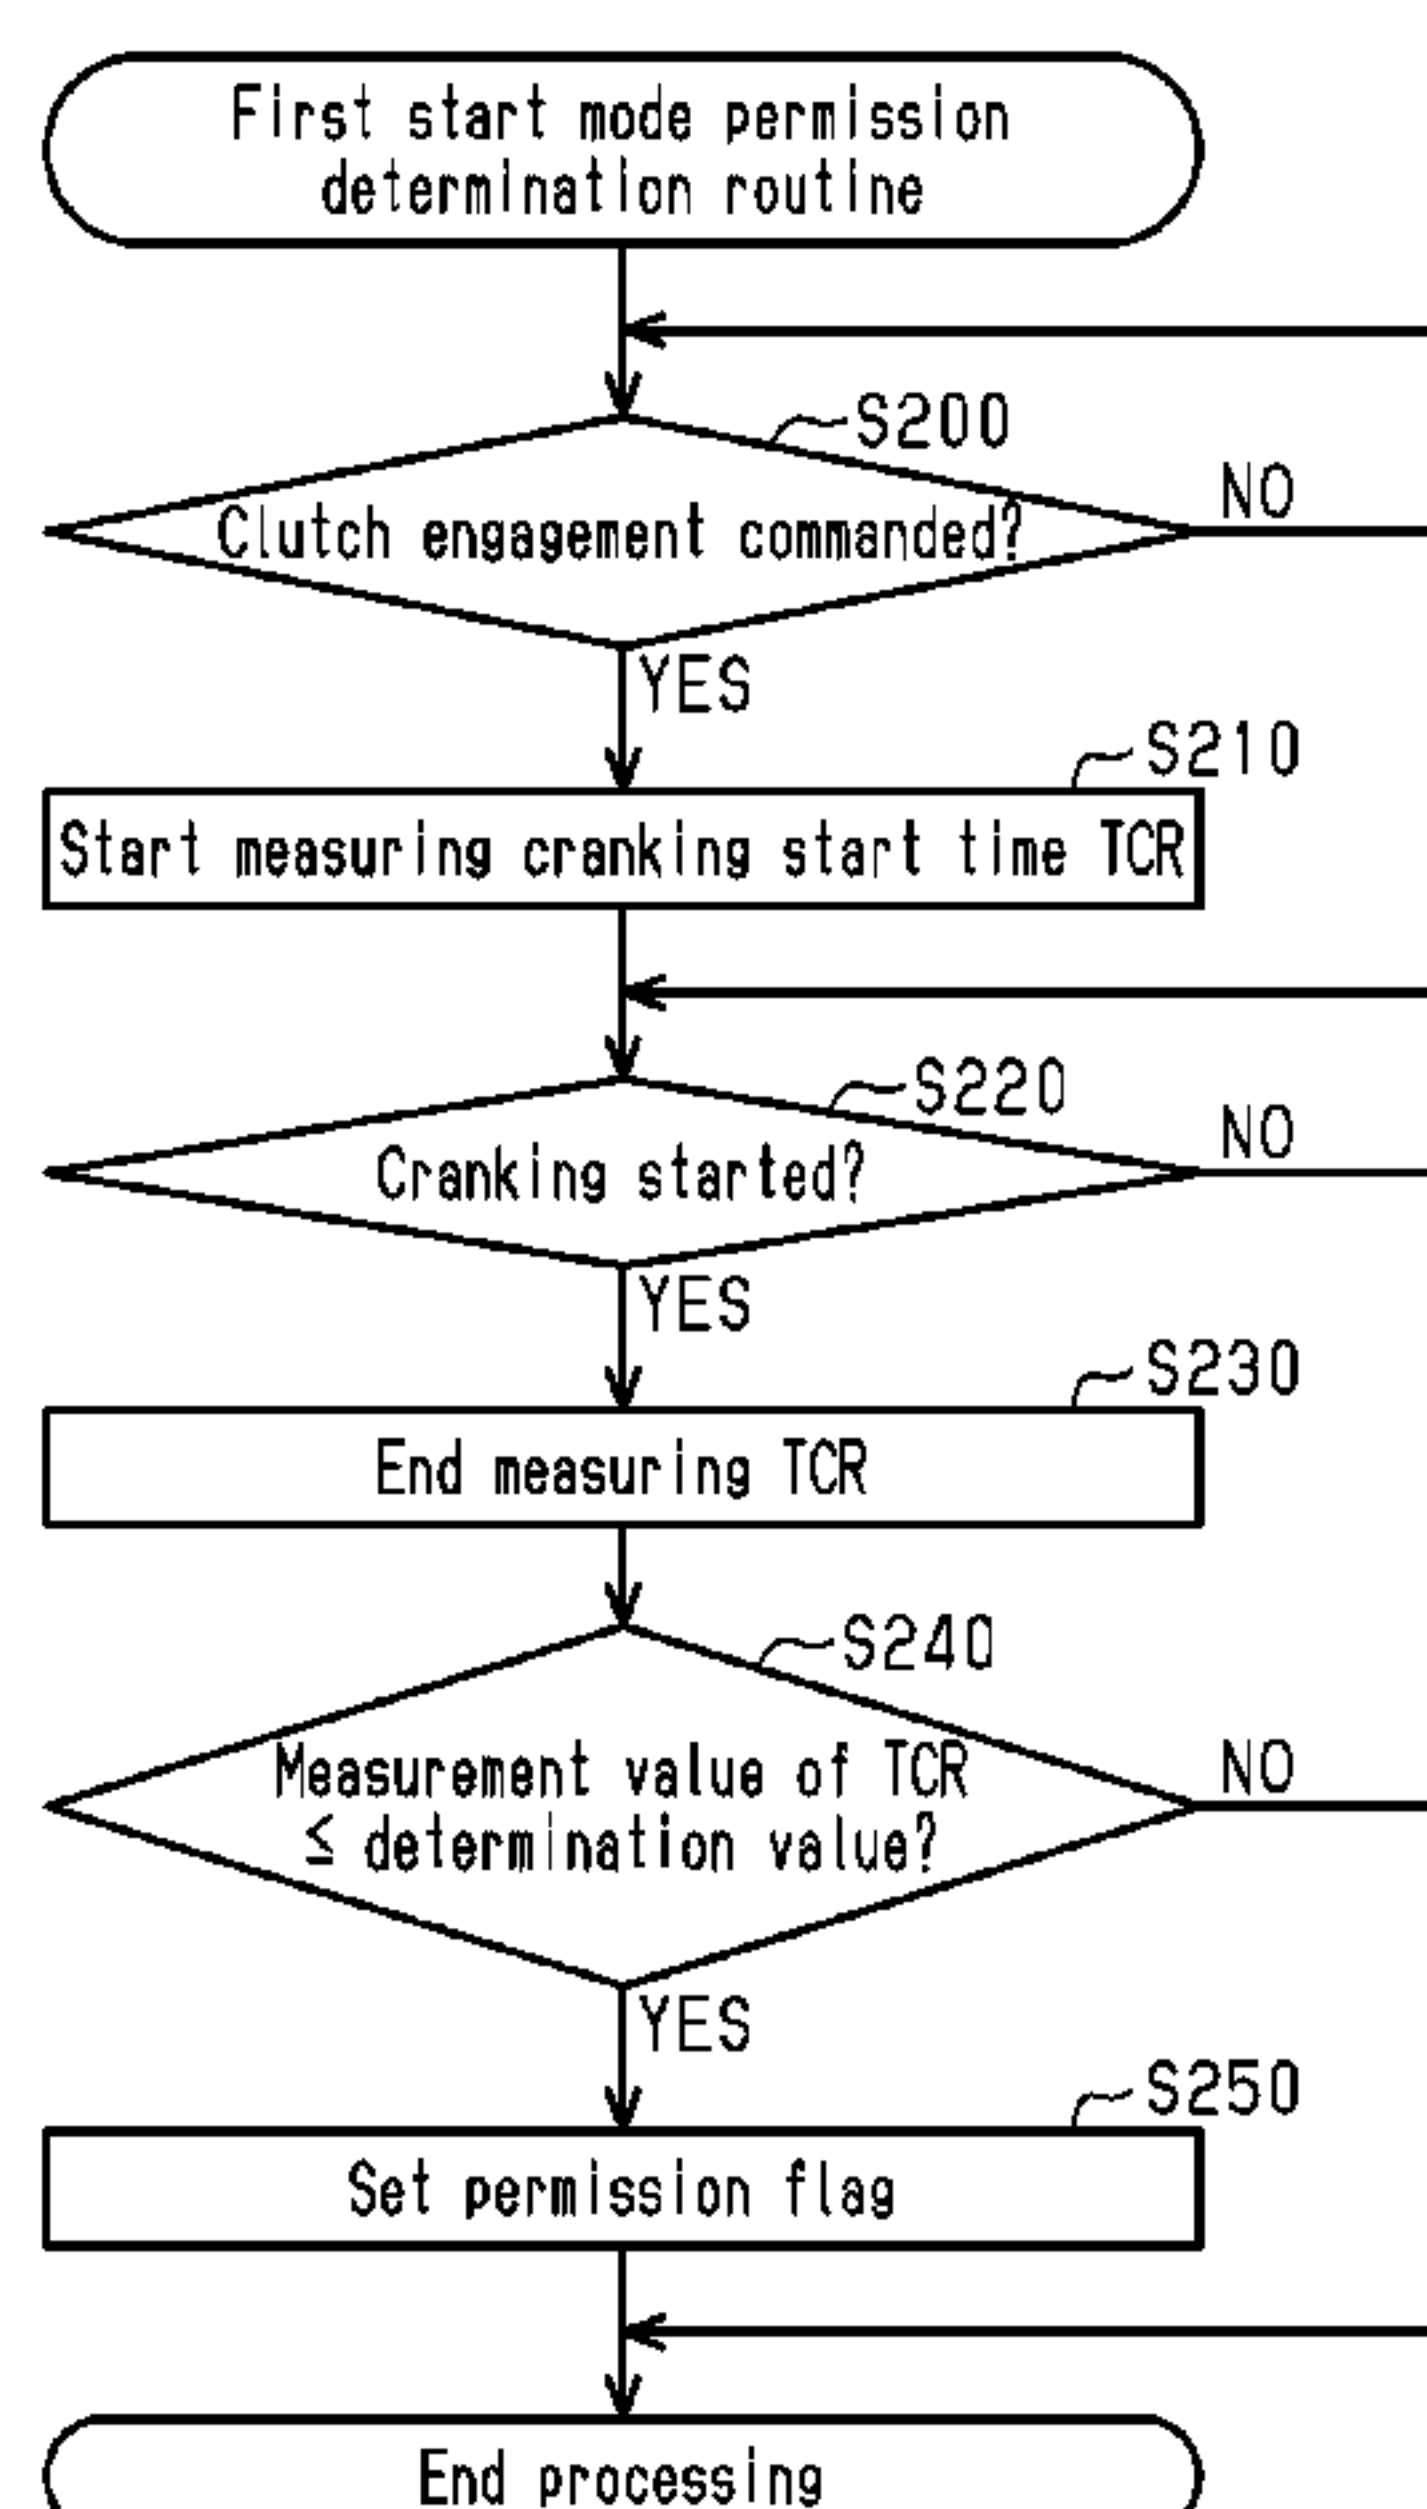 First start mode permission
determination routine
S200
Clutch engagement commanded?
NO
YES
S210
Start measuring cranking start time TCR
S220
Cranking started?
NO
YES
S230
End measuring TCR
S240
Measurement value of TCR
≤ determination value?
NO
YES
S250
Set permission flag
End processing